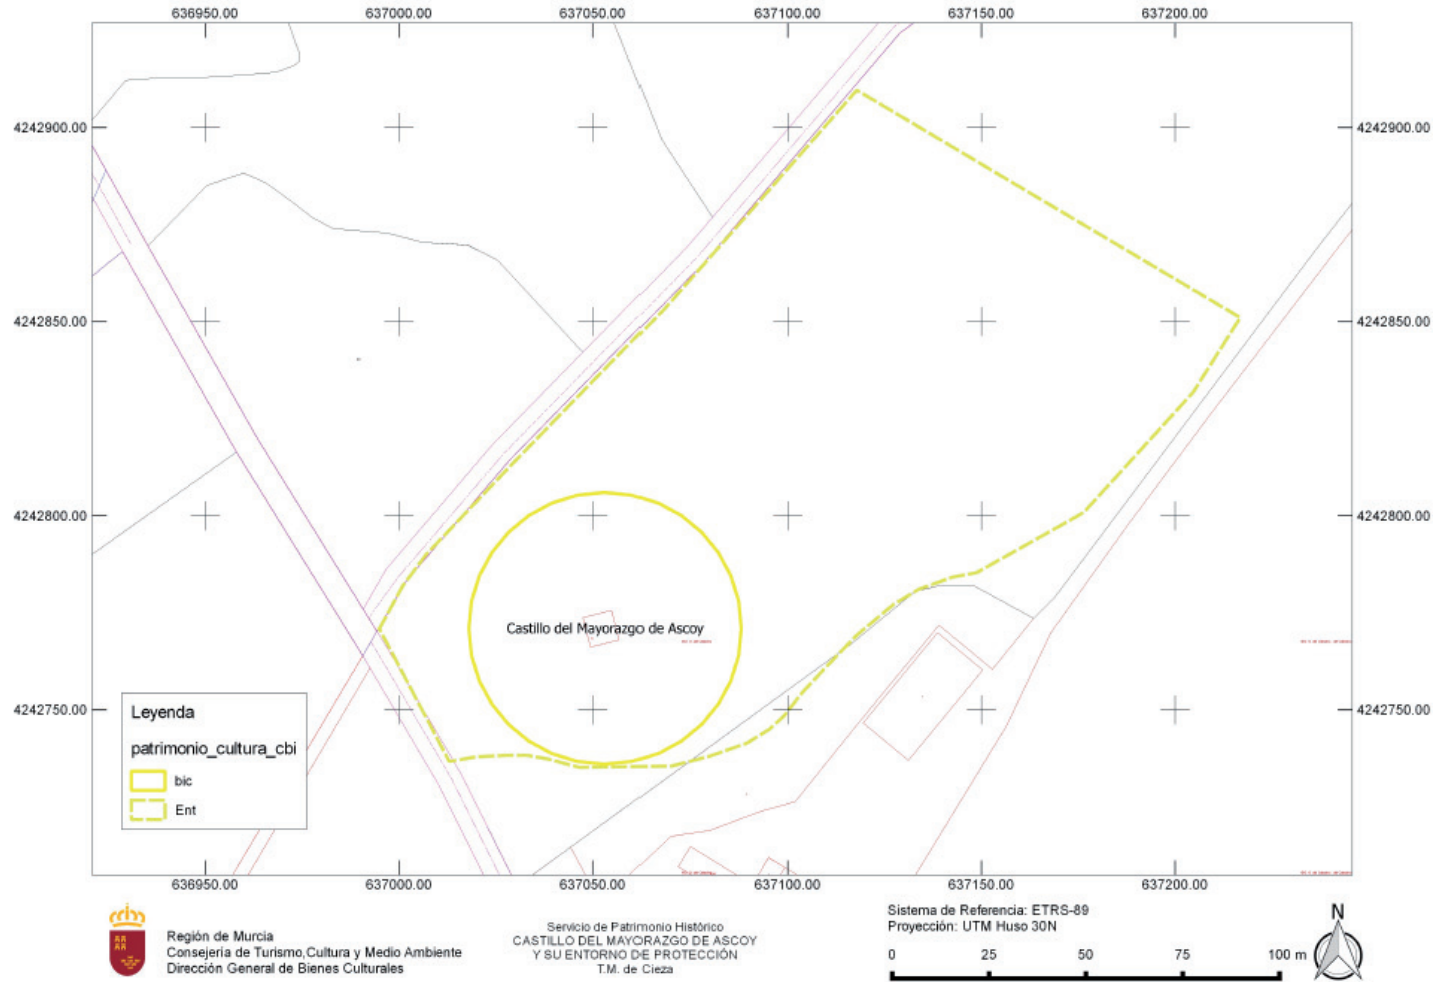 636950.00 637000.00 637050.00 637100.00 637150.00 637200.00
4242900.00 4242900.00
4242850.00 4242850.00
4242800.00 4242800.00
Castillo del Mayorazgo de Ascoy
4242750.00 4242750.00
Leyenda
patrimonio_cultura_cbi
bic
Ent
636950.00 637000.00 637050.00 637100.00 637150.00 637200.00
Región de Murcia
Consejería de Turismo,Cultura y Medio Ambiente
Dirección General de Bienes Culturales
Servicio de Patrimonio Histórico
CASTILLO DEL MAYORAZGO DE ASCOY
Y SU ENTORNO DE PROTECCIÓN
T.M. de Cieza
Sistema de Referencia: ETRS-89
Proyección: UTM Huso 30N
0 25 50 75 100 m
N